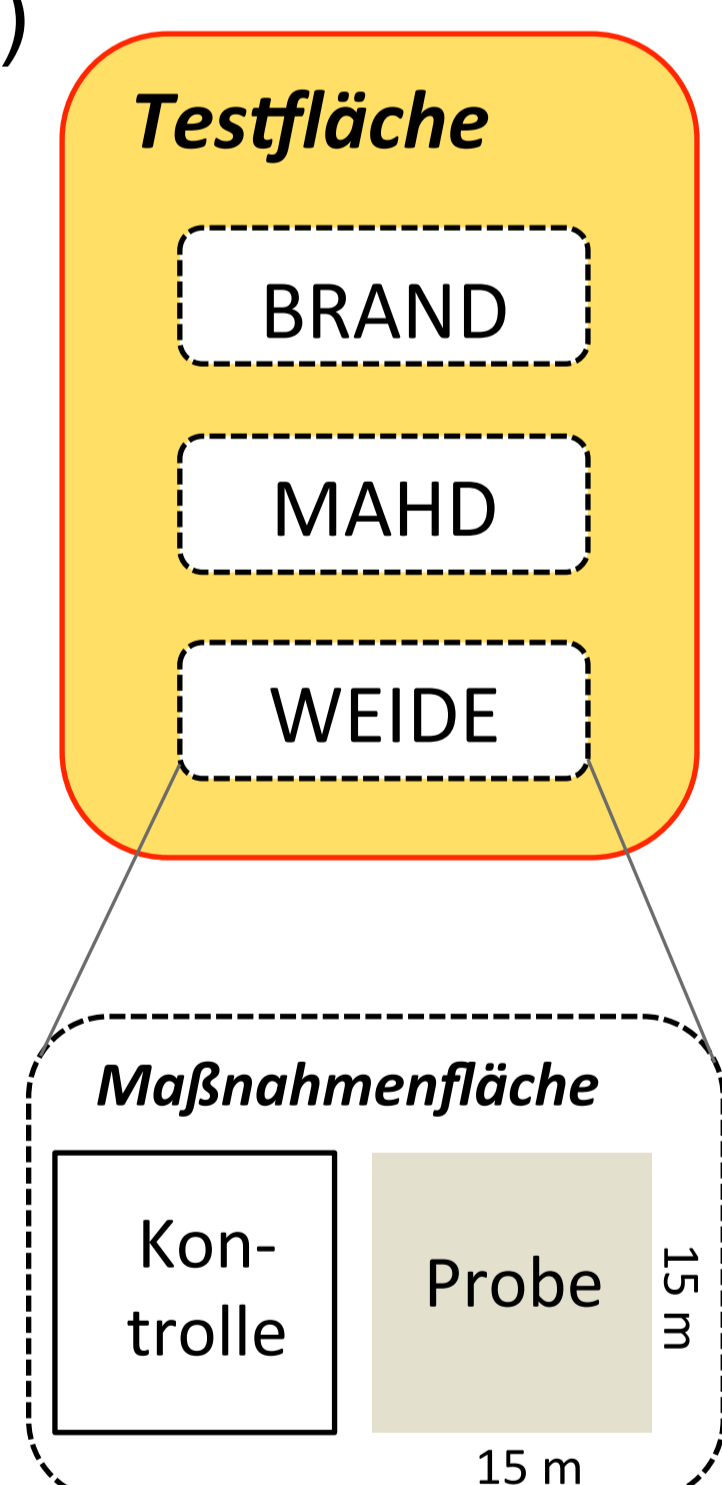 )
Testfläche
BRAND
MAHD
WEIDE
Maßnahmenfläche
Kon-
trolle
Probe
15 m
15 m